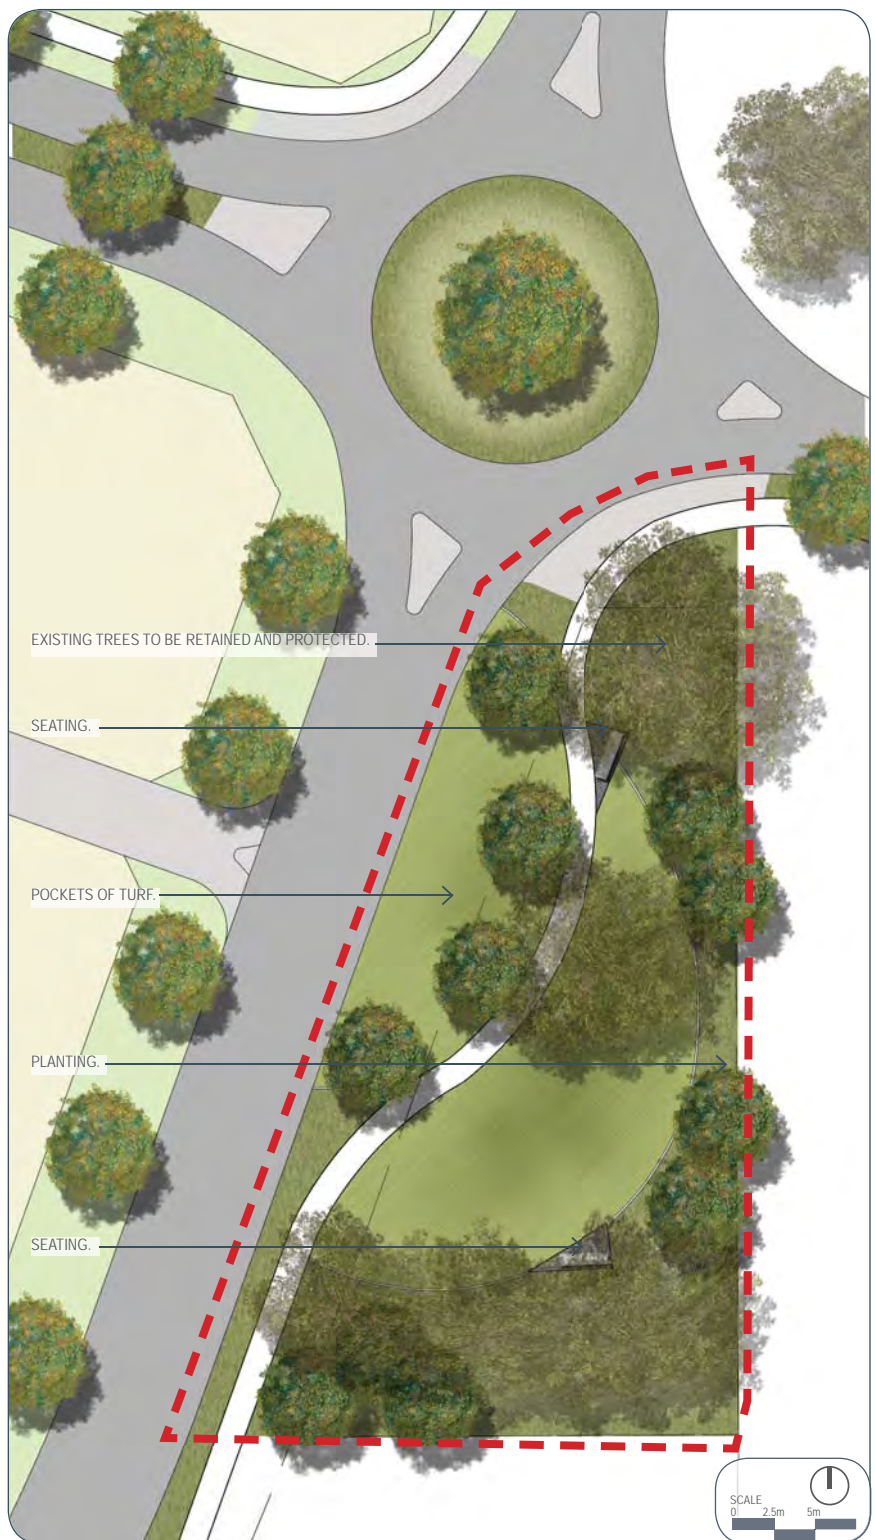 EXISTING TREES TO BE RETAINED AND PROTECTED.
SEATING.
POCKETS OF TURF.
PLANTING.
SEATING.
SCALE
0 2.5m 5m